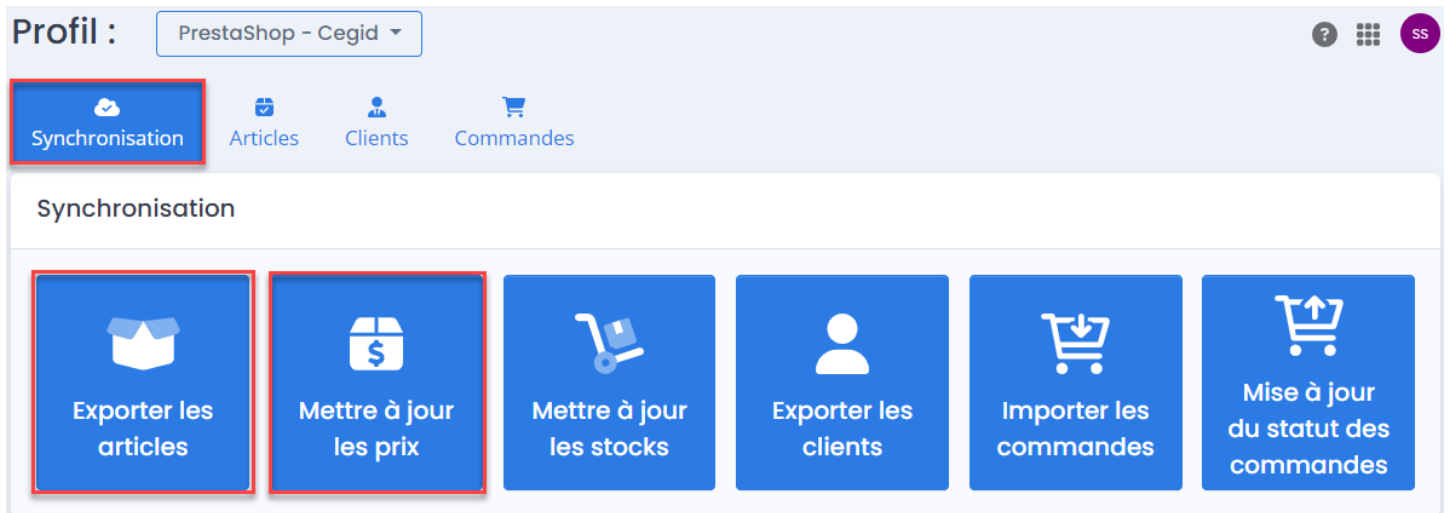 Profil :
PrestaShop - Cegid
?
SS
Synchronisation
Articles
Clients
Commandes
Synchronisation
$
Exporter les
articles
Mettre à jour
les prix
Mettre à jour
les stocks
Exporter les
clients
Importer les
commandes
Mise à jour
du statut des
commandes